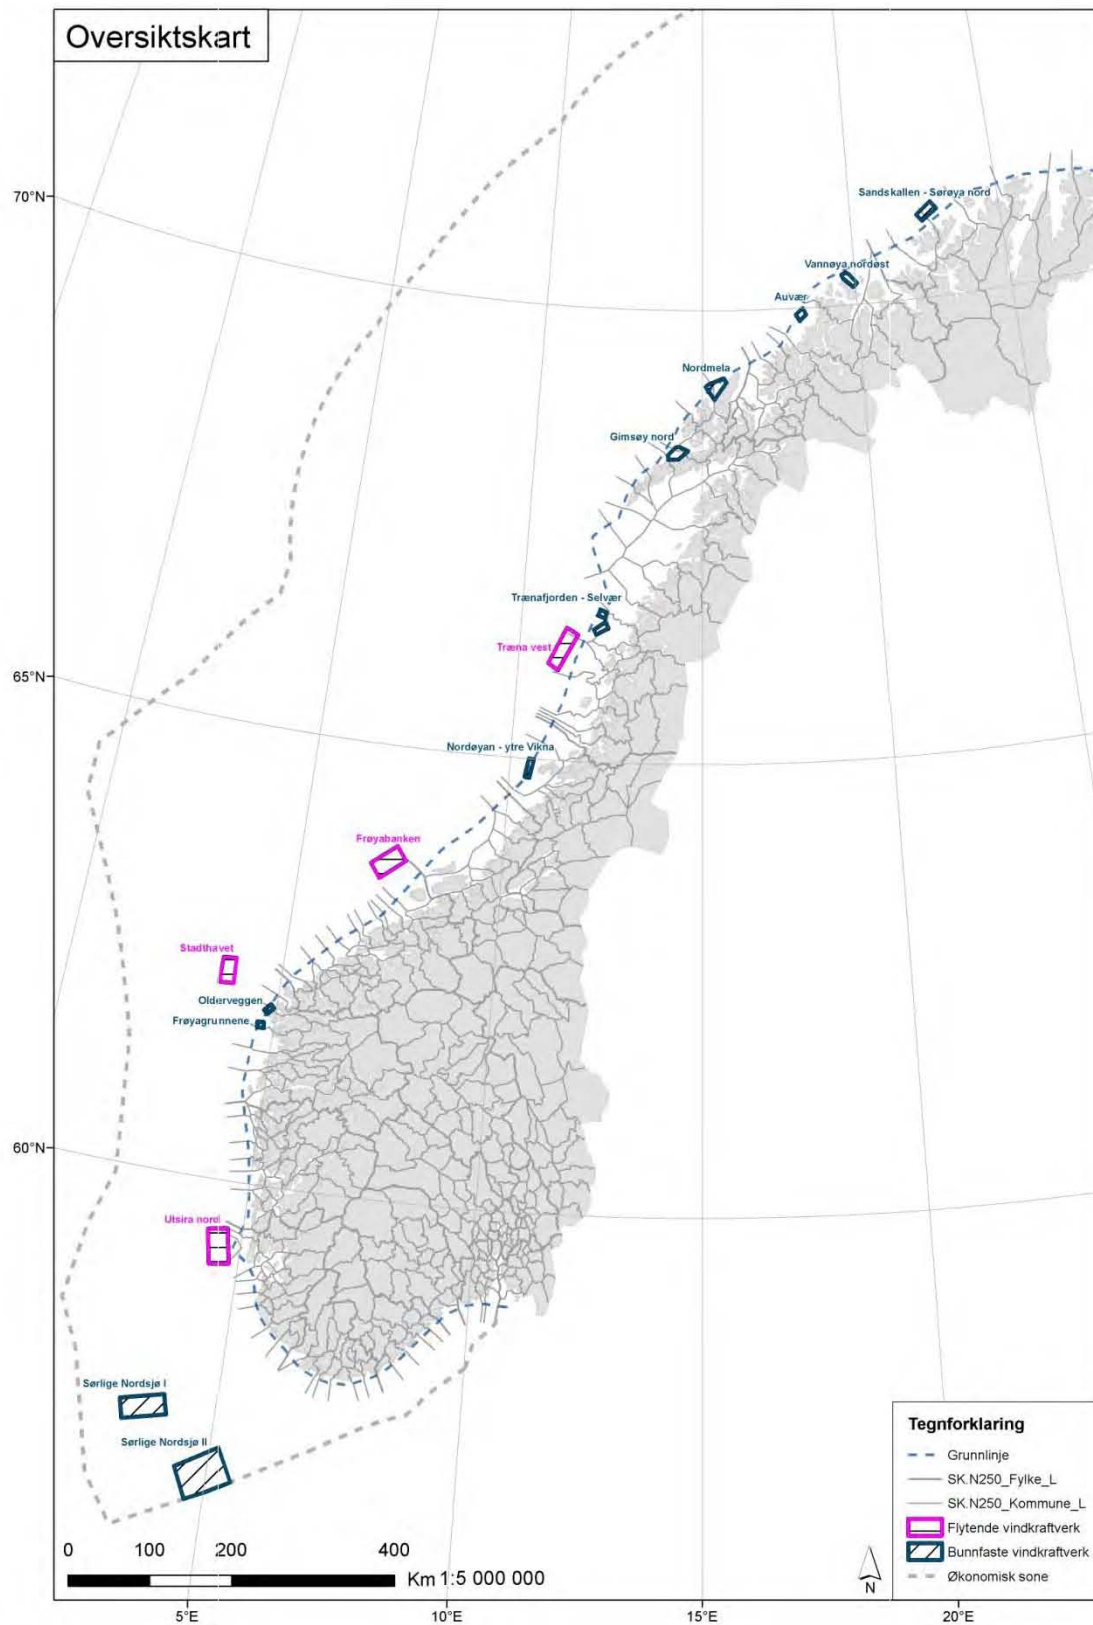 Oversiktskart
70°N
Sandskallen - Sørøya nord
Vannøya nordøst
Auvær
Nordmela
Gimsøy nord
Trænafjorden - Selvær
Træna vest
65°N
Nordøyan - ytre Vikna
Frøyabanken
Stadthavet
Olderveggen
Frøyagrunnene
60°N
Utsira nord
Sørlige Nordsjø I
Sørlige Nordsjø II
Tegnforklaring
Grunnlinje
SK.N250_Fylke_L
SK.N250_Kommune_L
Flytende vindkraftverk
Bunnfaste vindkraftverk
Økonomisk sone
0 100 200 400
Km 1:5 000 000
N
5°E 10°E 15°E 20°E